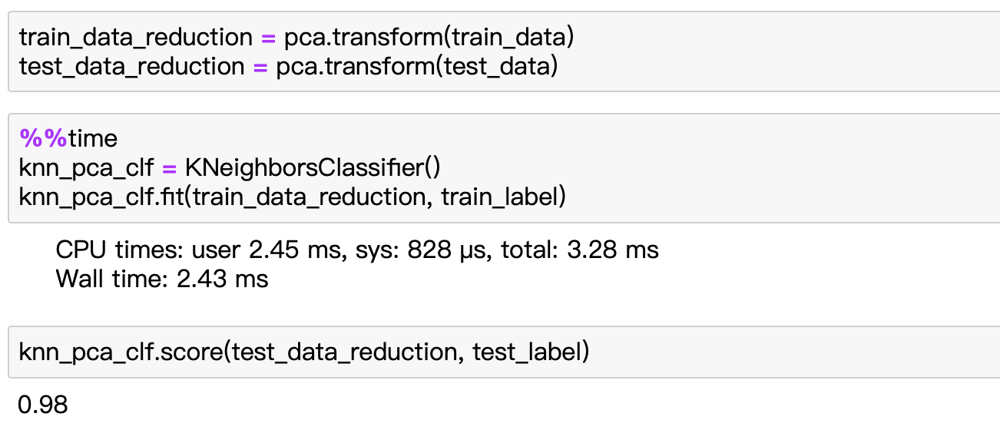 train_data_reduction = pca.transform(train_data)
test_data_reduction = pca.transform(test_data)
%%time
knn_pca_clf = KNeighborsClassifier()
knn_pca_clf.fit(train_data_reduction, train_label)
CPU times: user 2.45 ms, sys: 828 µs, total: 3.28 ms
Wall time: 2.43 ms
knn_pca_clf.score(test_data_reduction, test_label)
0.98